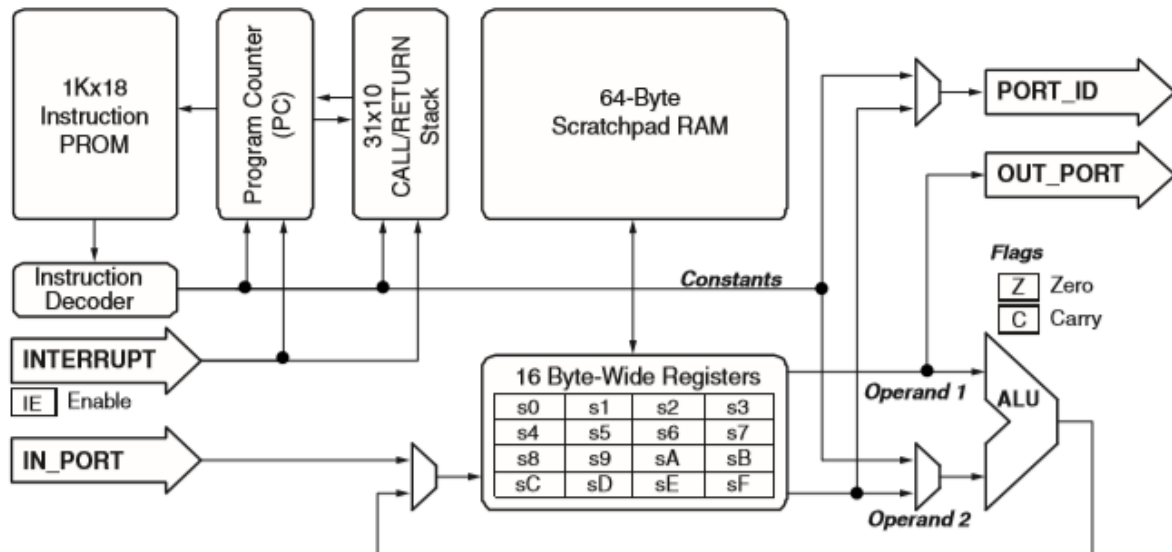 1Kx18
Instruction
PROM
Program Counter
(PC)
31x10
CALL/RETURN
Stack
64-Byte
Scratchpad RAM
PORT_ID
OUT_PORT
Instruction
Decoder
Constants
Flags
Z Zero
C Carry
INTERRUPT
IE Enable
16 Byte-Wide Registers
s0 s1 s2 s3
s4 s5 s6 s7
s8 s9 sA sB
sC sD sE sF
Operand 1
ALU
IN_PORT
Operand 2